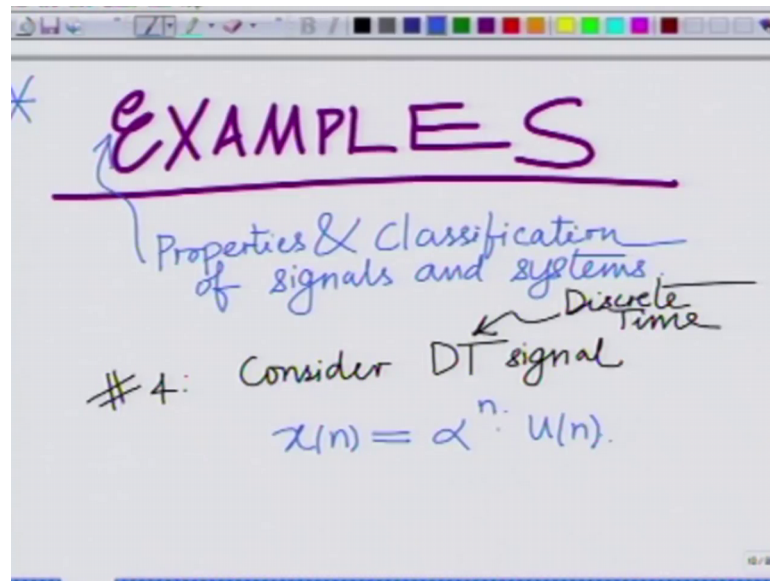 * EXAMPLES
Properties & Classification
of signals and systems.
Discrete
Time
#4: Consider DT signal
x(n) = α^n · u(n).